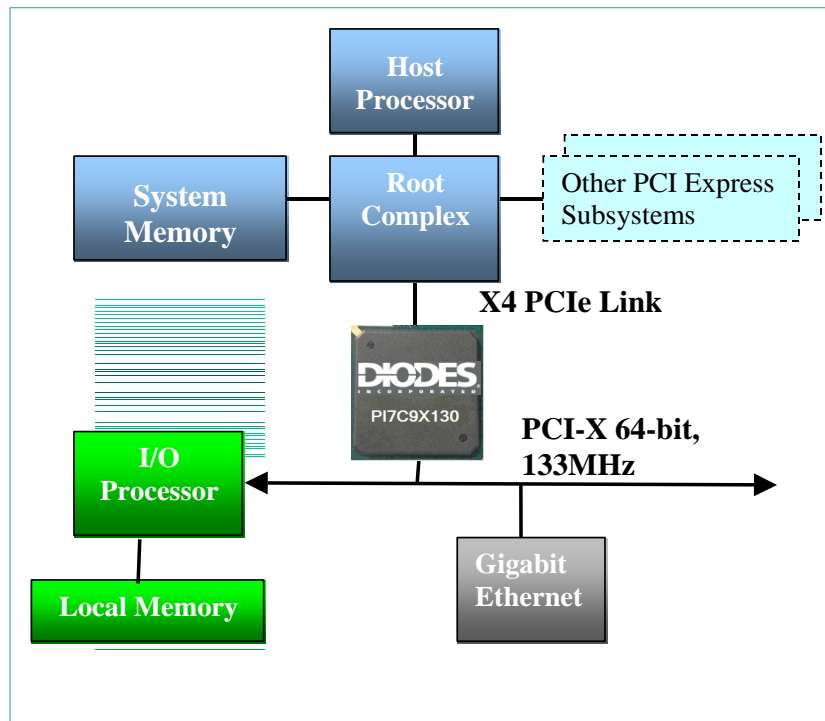 Host
Processor
System
Memory
Root
Complex
Other PCI Express
Subsystems
X4 PCIe Link
DIODES
INCORPORATED
PI7C9X130
PCI-X 64-bit,
133MHz
I/O
Processor
Gigabit
Ethernet
Local Memory